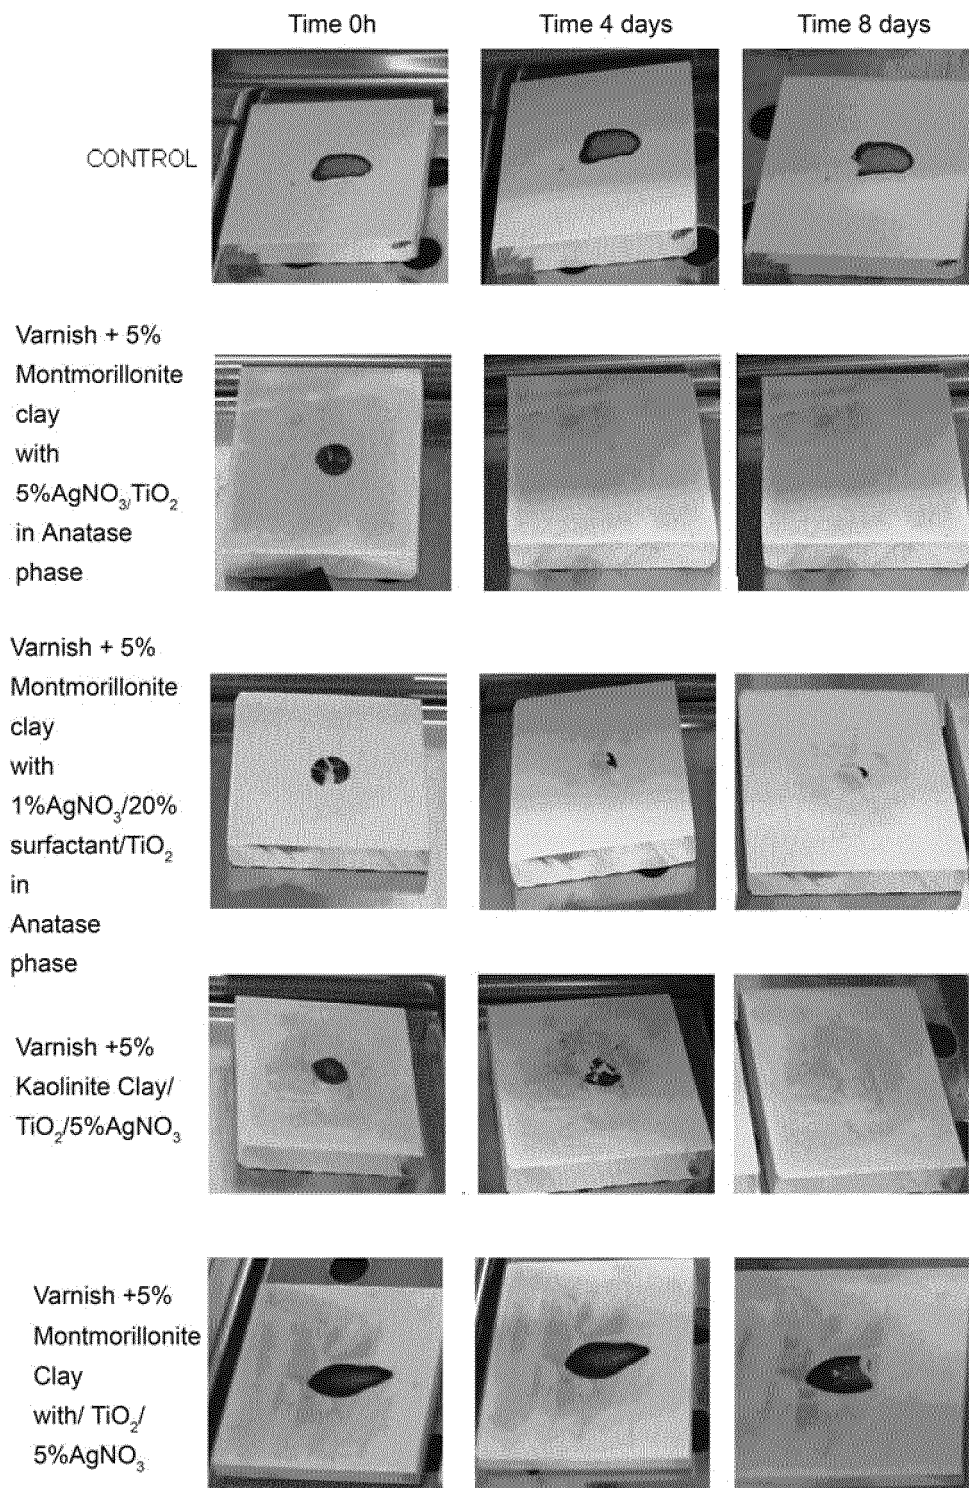 Time 0h Time 4 days Time 8 days
CONTROL
Varnish + 5%
Montmorillonite
clay
with
5%AgNO₃/TiO₂
in Anatase
phase
Varnish + 5%
Montmorillonite
clay
with
1%AgNO₃/20%
surfactant/TiO₂
in
Anatase
phase
Varnish +5%
Kaolinite Clay/
TiO₂/5%AgNO₃
Varnish +5%
Montmorillonite
Clay
with/ TiO₂/
5%AgNO₃